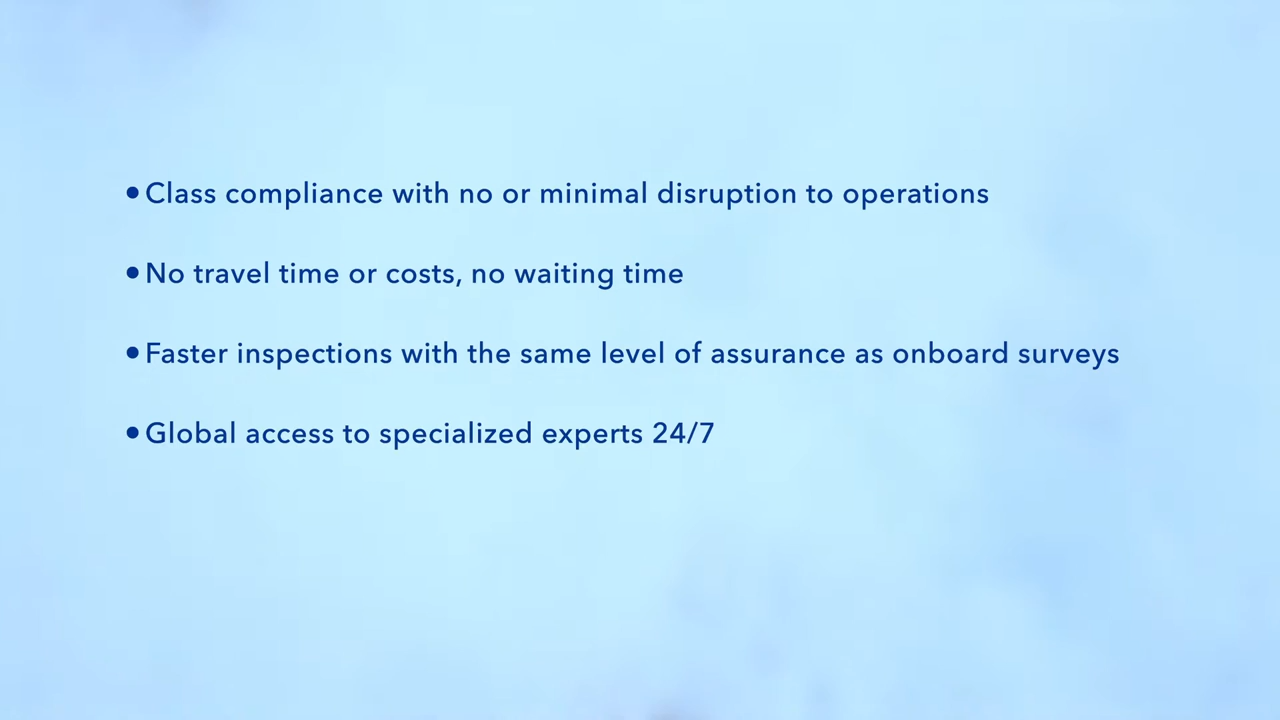 •Class compliance with no or minimal disruption to operations
•No travel time or costs, no waiting time
•Faster inspections with the same level of assurance as onboard surveys
•Global access to specialized experts 24/7